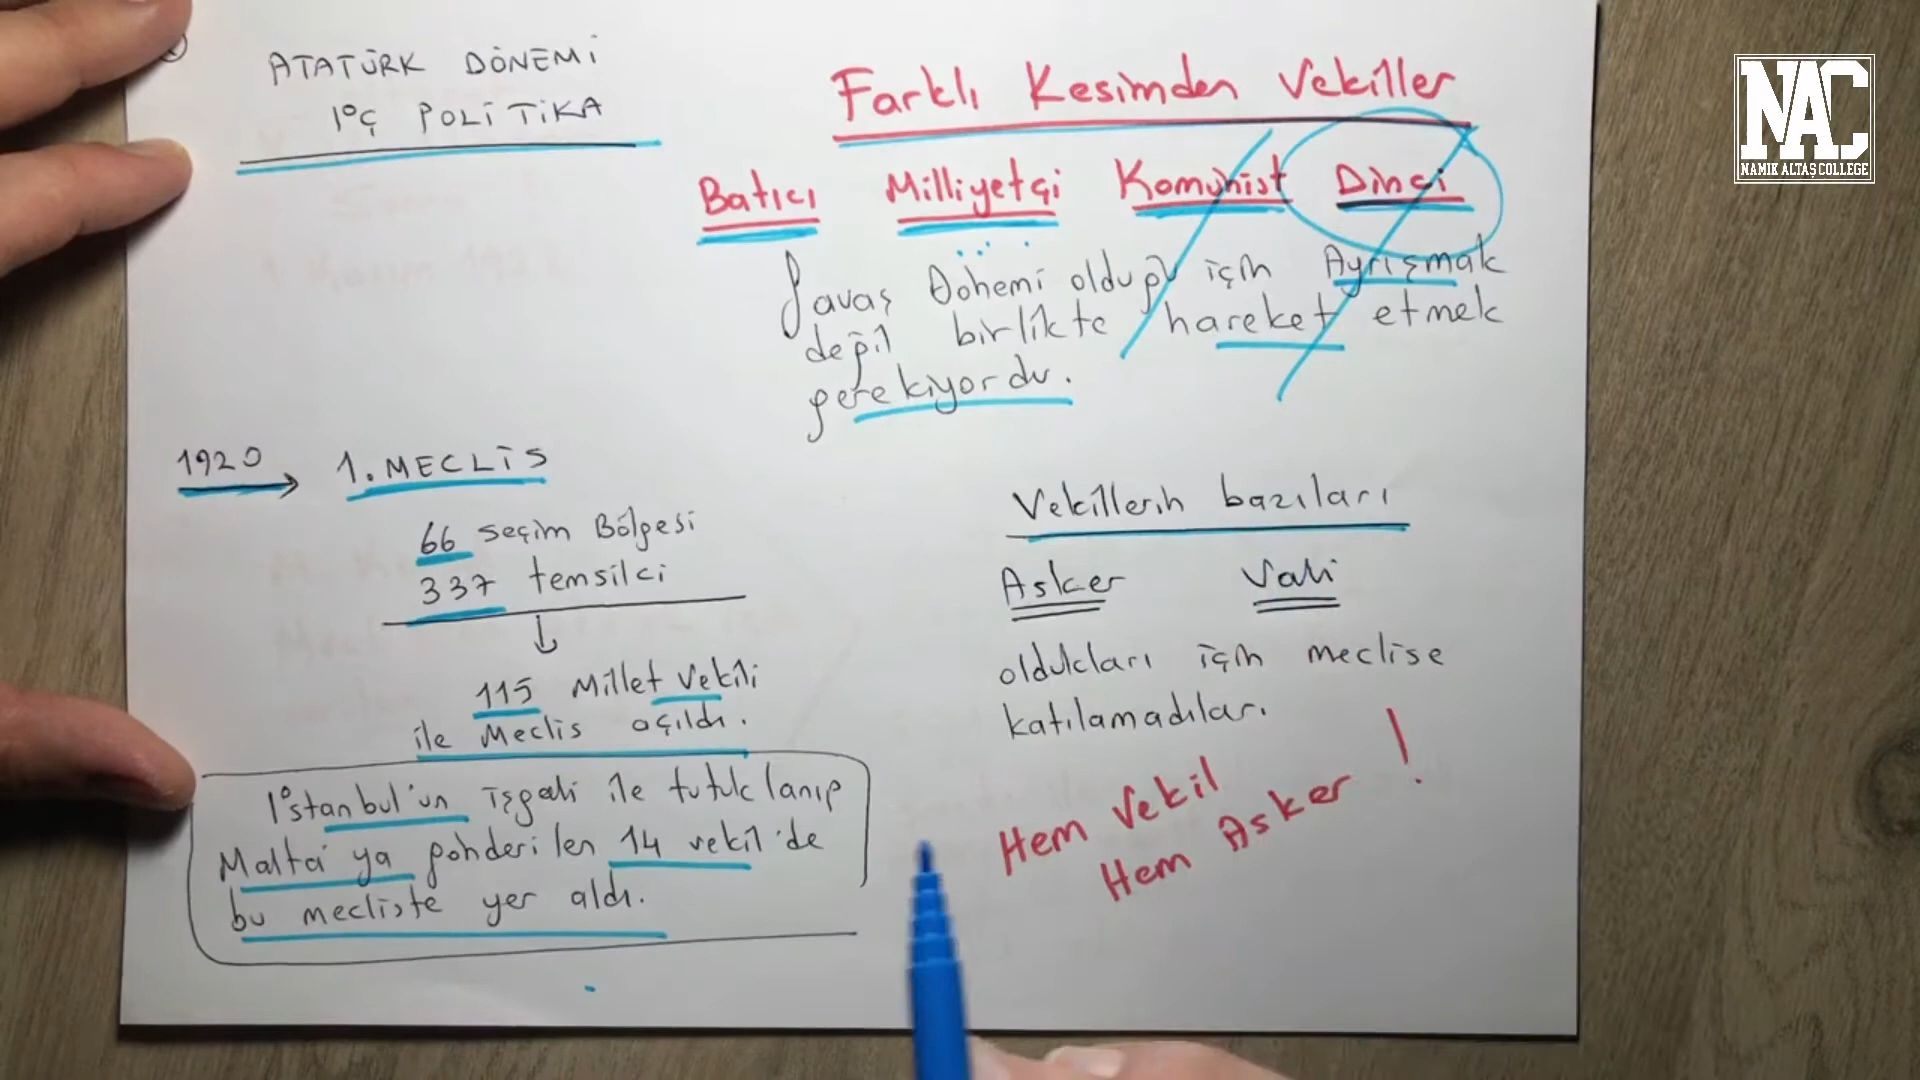 ATATÜRK DÖNEMİ
İÇ POLİTİKA
Farklı Kesimden Vekiller
Batıcı Milliyetçi Komünist Dinci
Savaş Dönemi olduğu için Ayrışmak
değil birlikte hareket etmek
gerekiyordu.
1920 → 1. MECLİS
66 Seçim Bölgesi
337 temsilci
↓
115 Millet Vekili
ile Meclis açıldı.
İstanbul'un işgali ile tutuklanıp
Malta'ya gönderilen 14 vekil'de
bu mecliste yer aldı.
Vekillerin bazıları
Asker Vali
oldukları için meclise
katılamadılar.
Hem Vekil
Hem Asker !
NAC
NAMIK ALTAŞ COLLEGE